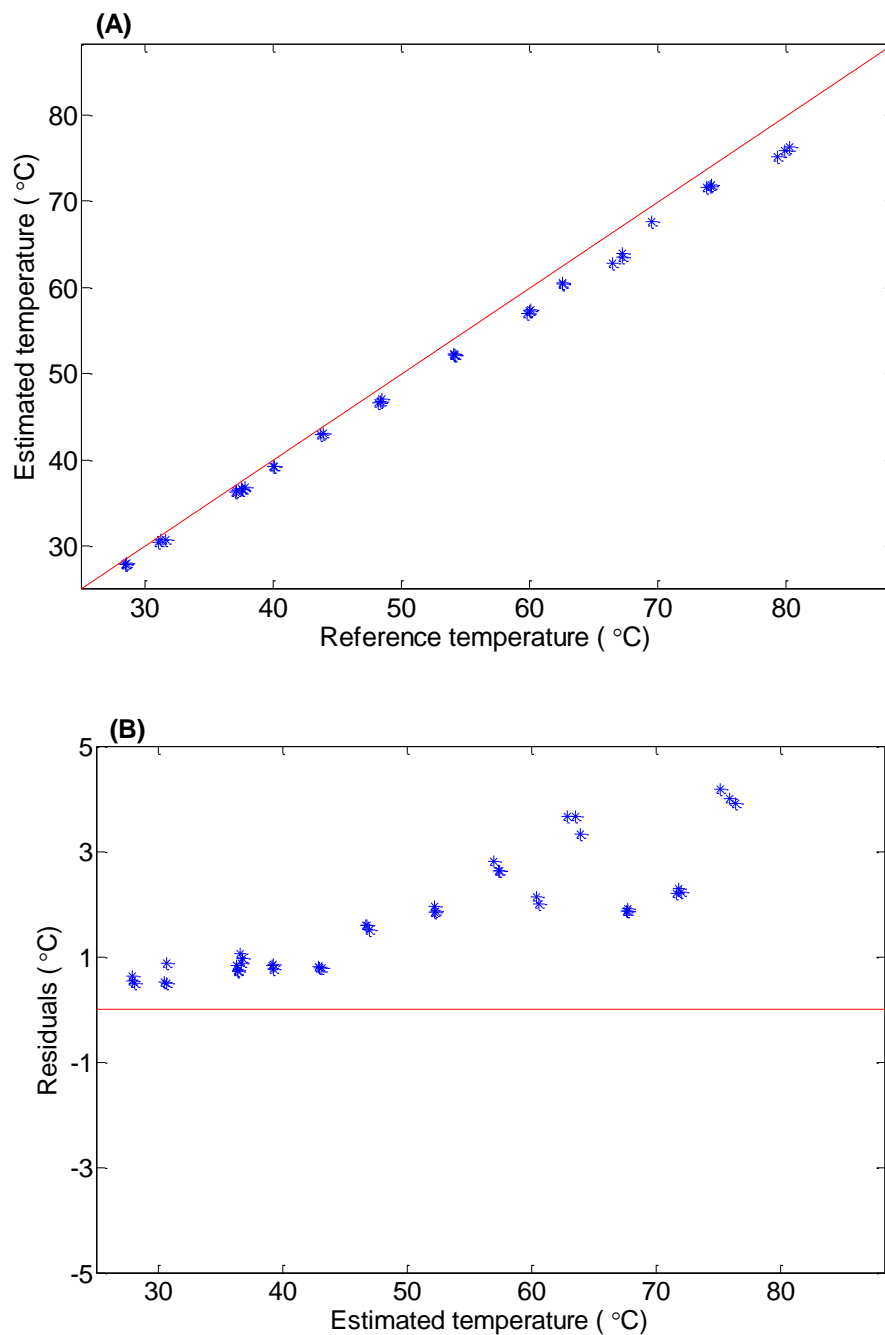 (A)
80
70
60
50
40
30
Estimated temperature ( °C)
30 40 50 60 70 80
Reference temperature ( °C)
(B)
5
3
1
-1
-3
-5
Residuals ( °C)
30 40 50 60 70 80
Estimated temperature ( °C)